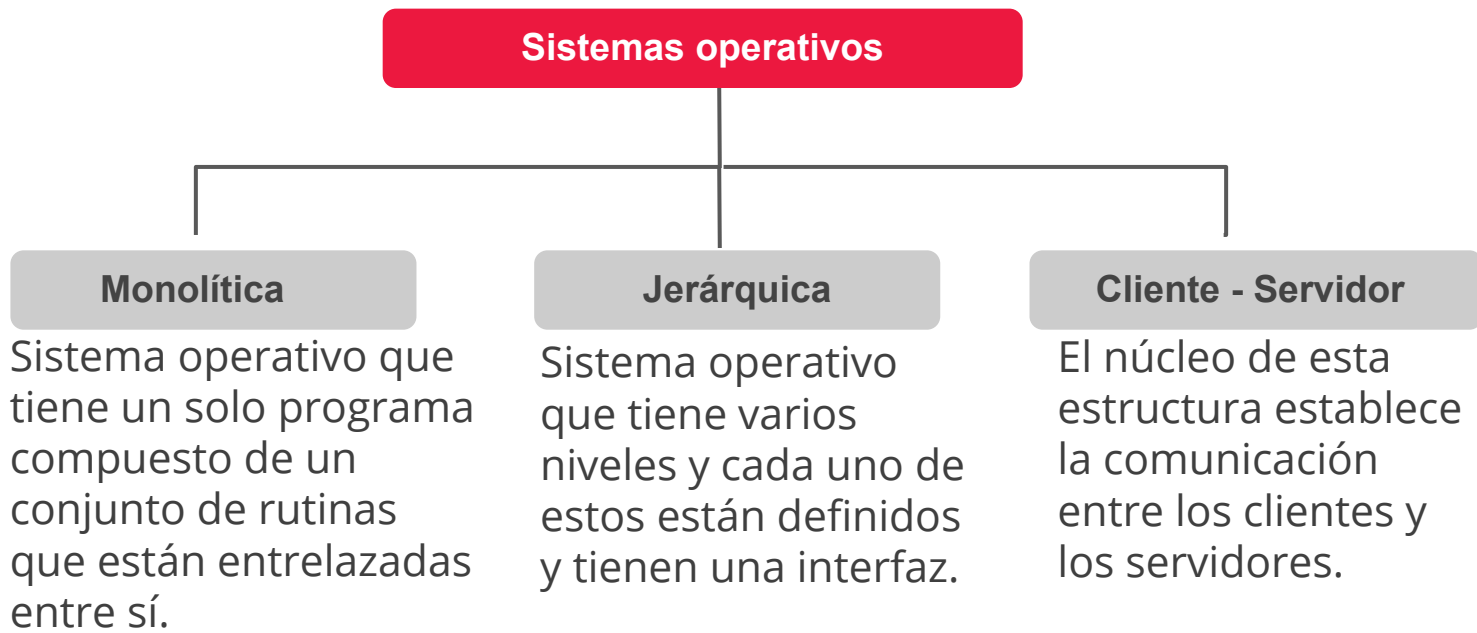 Sistemas operativos
Monolítica
Sistema operativo que
tiene un solo programa
compuesto de un
conjunto de rutinas
que están entrelazadas
entre sí.
Jerárquica
Sistema operativo
que tiene varios
niveles y cada uno de
estos están definidos
y tienen una interfaz.
Cliente - Servidor
El núcleo de esta
estructura establece
la comunicación
entre los clientes y
los servidores.